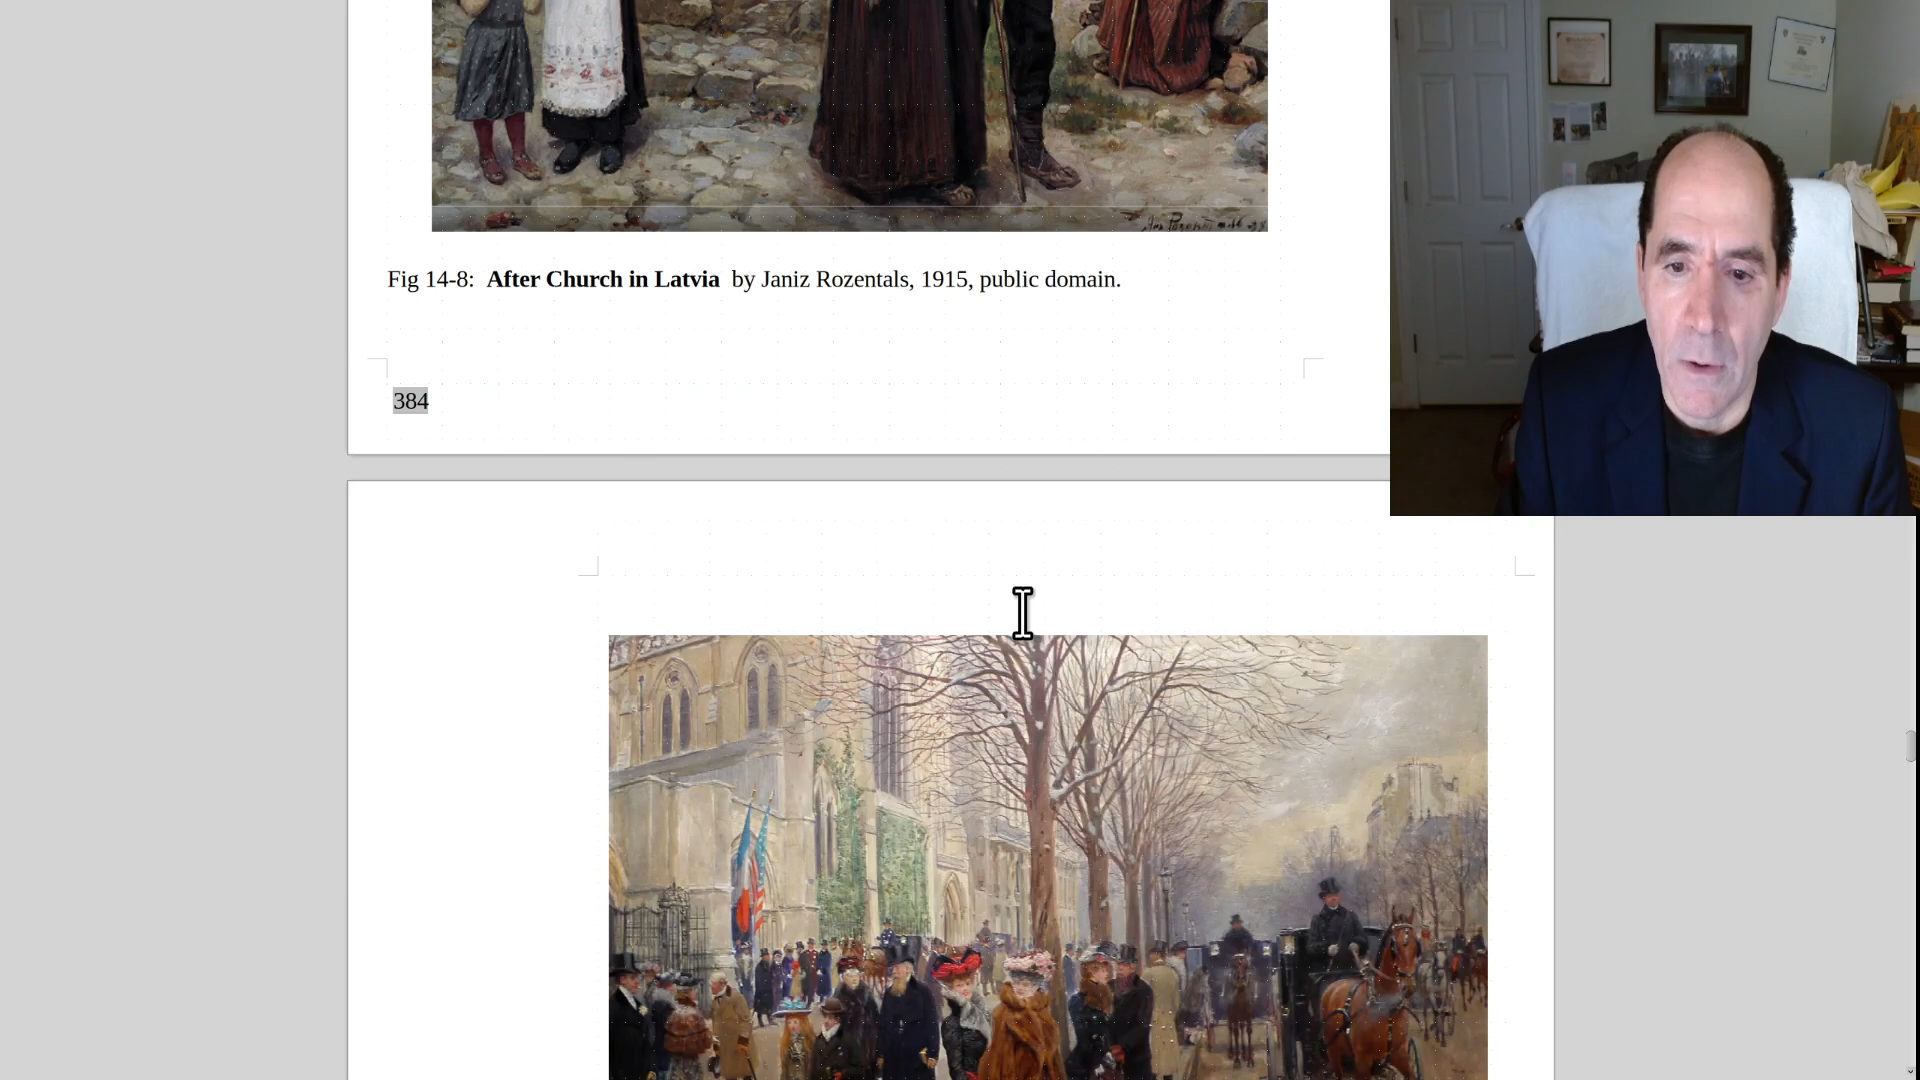 Fig 14-8: After Church in Latvia by Janiz Rozentals, 1915, public domain.
384